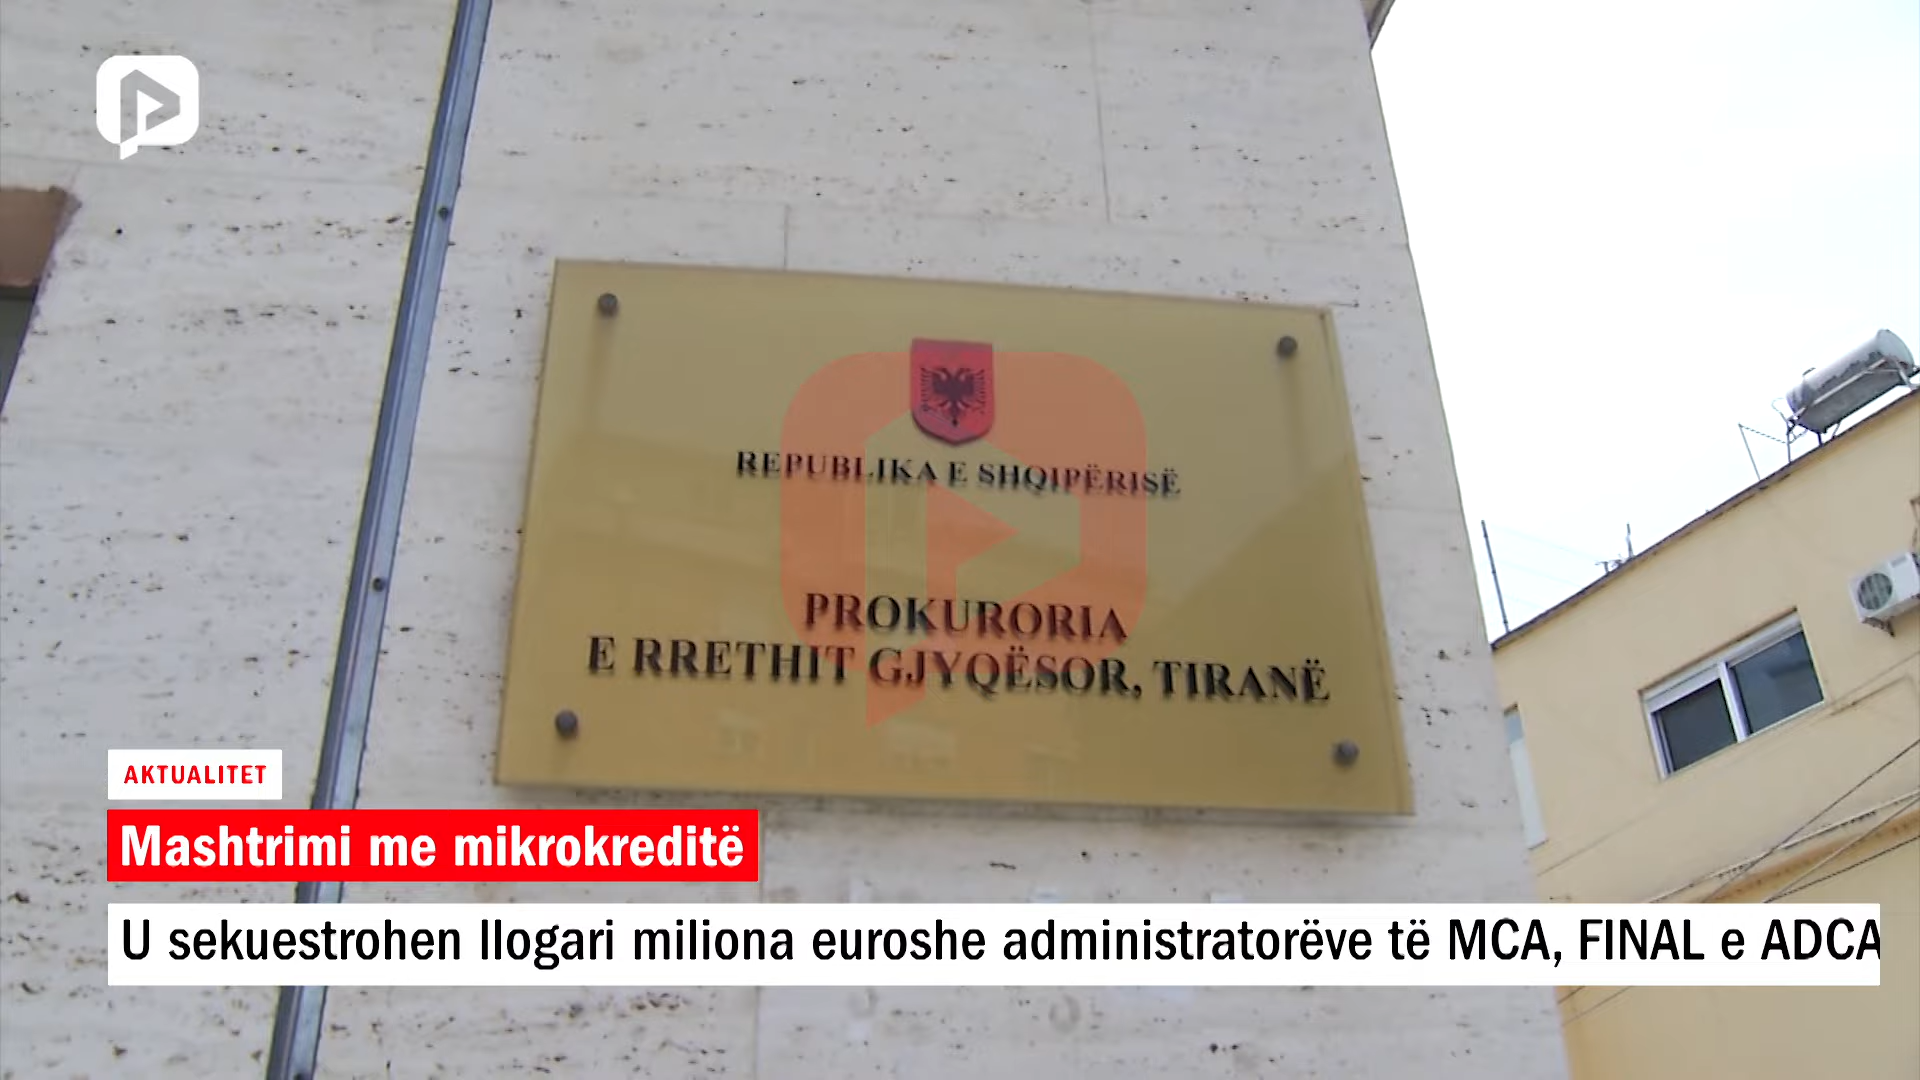 REPUBLIKA E SHQIPËRISË
PROKURORIA
E RRETHIT GJYQËSOR, TIRANË
AKTUALITET
Mashtrimi me mikrokreditë
U sekuestrohen llogari miliona euroshe administratorëve të MCA, FINAL e ADCA